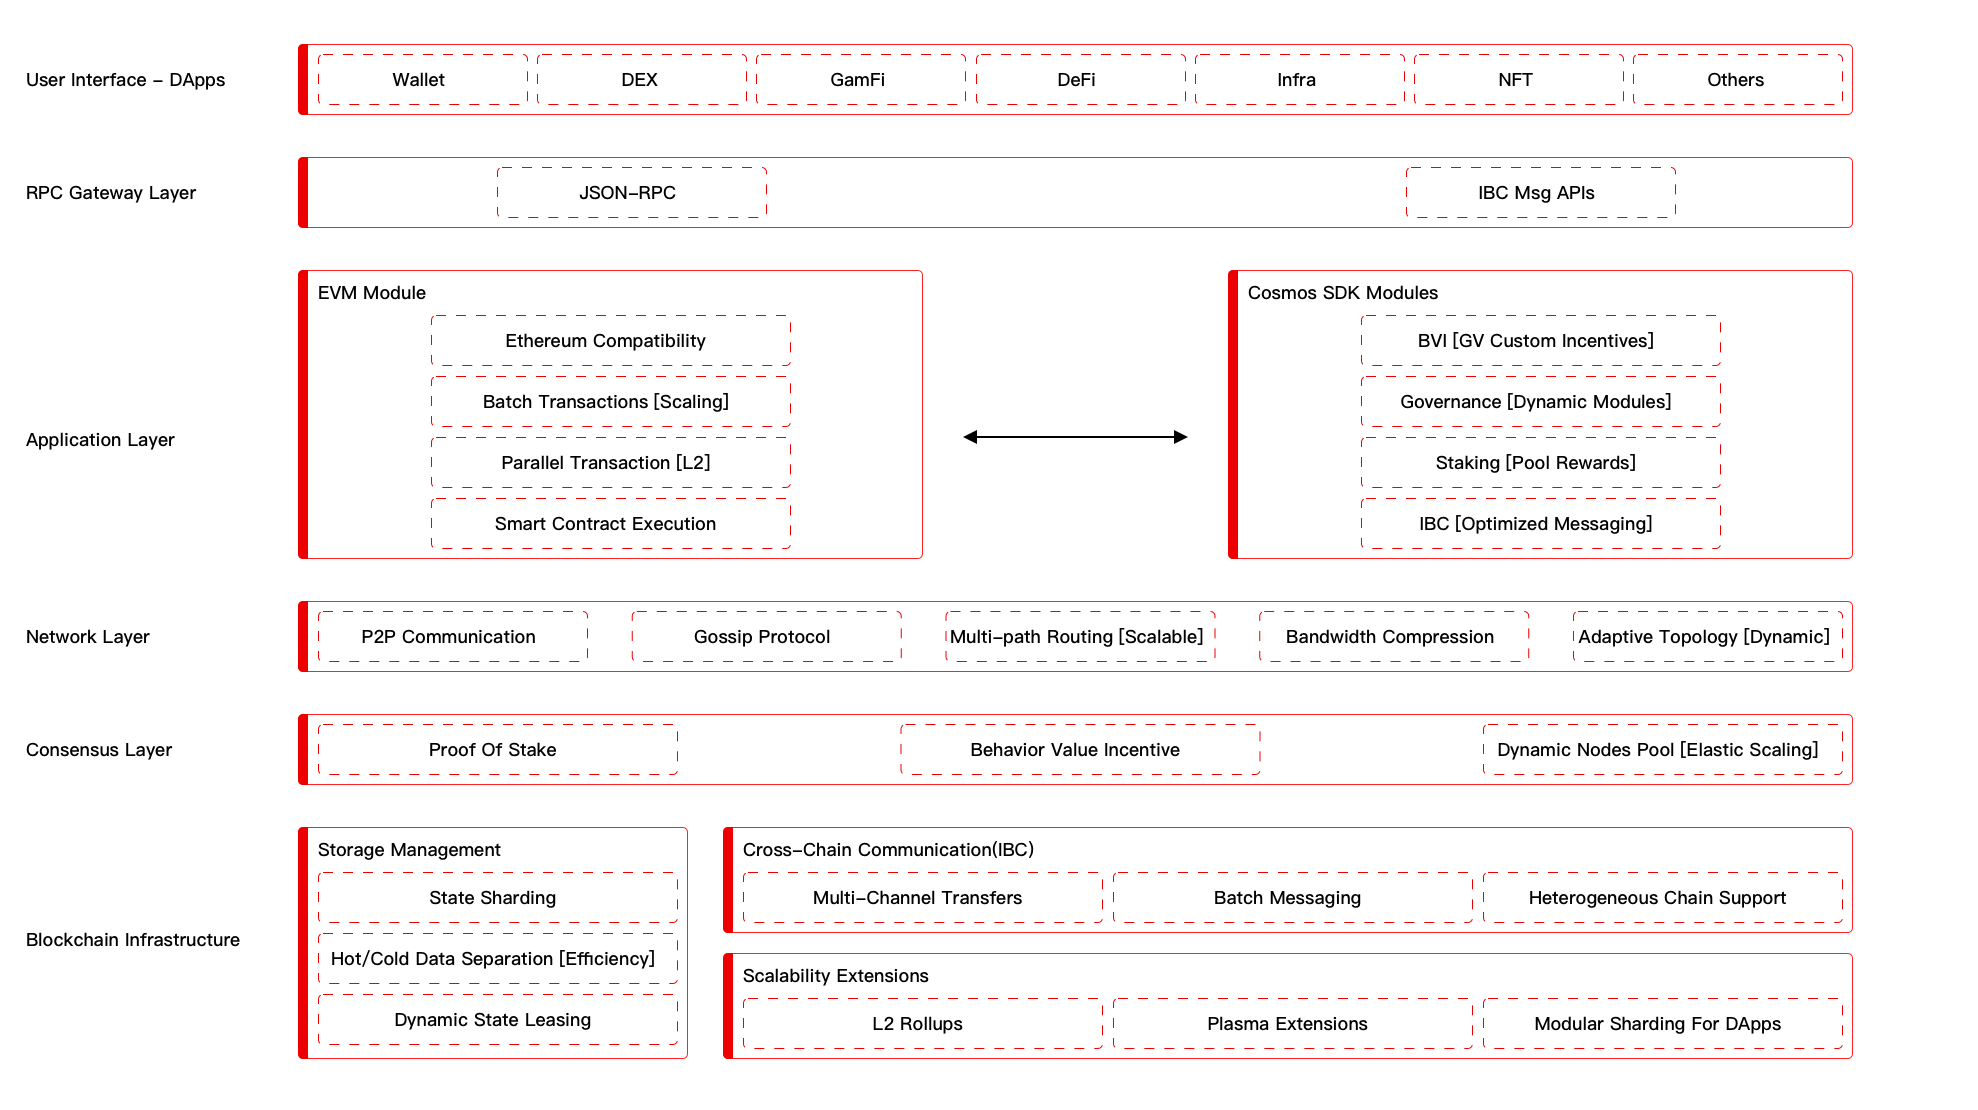 User Interface – DApps
Wallet
DEX
GamFi
DeFi
Infra
NFT
Others
RPC Gateway Layer
JSON–RPC
IBC Msg APIs
Application Layer
EVM Module
Ethereum Compatibility
Batch Transactions [Scaling]
Parallel Transaction [L2]
Smart Contract Execution
Cosmos SDK Modules
BVI [GV Custom Incentives]
Governance [Dynamic Modules]
Staking [Pool Rewards]
IBC [Optimized Messaging]
Network Layer
P2P Communication
Gossip Protocol
Multi–path Routing [Scalable]
Bandwidth Compression
Adaptive Topology [Dynamic]
Consensus Layer
Proof Of Stake
Behavior Value Incentive
Dynamic Nodes Pool [Elastic Scaling]
Blockchain Infrastructure
Storage Management
State Sharding
Hot/Cold Data Separation [Efficiency]
Dynamic State Leasing
Cross–Chain Communication(IBC)
Multi–Channel Transfers
Batch Messaging
Heterogeneous Chain Support
Scalability Extensions
L2 Rollups
Plasma Extensions
Modular Sharding For DApps